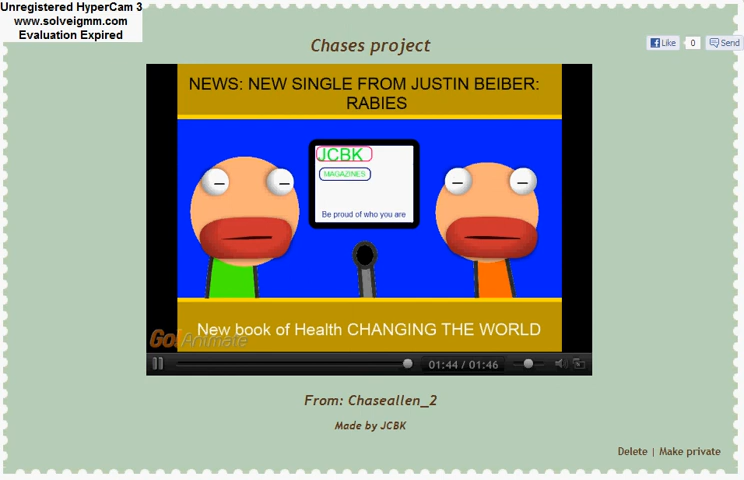 Unregistered HyperCam 3
www.solveigmm.com
Evaluation Expired
Chases project
Like
0
Send
NEWS: NEW SINGLE FROM JUSTIN BEIBER:
RABIES
JCBK
MAGAZINES
Be proud of who you are
New book of Health CHANGING THE WORLD
Go!Animate
01:44 / 01:46
From: Chaseallen_2
Made by JCBK
Delete | Make private